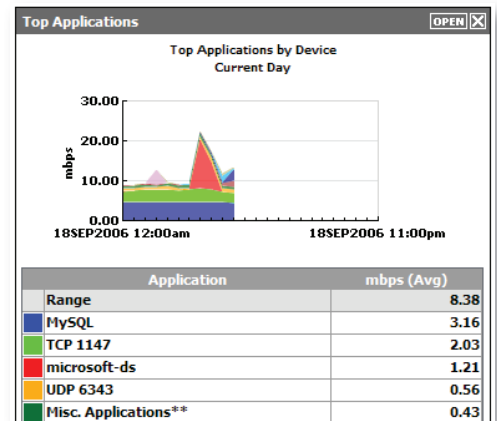 Top Applications OPEN X
Top Applications by Device
Current Day
30.00
20.00
10.00
0.00
mbps
18SEP2006 12:00am 18SEP2006 11:00pm
Application mbps (Avg)
Range 8.38
MySQL 3.16
TCP 1147 2.03
microsoft-ds 1.21
UDP 6343 0.56
Misc. Applications** 0.43